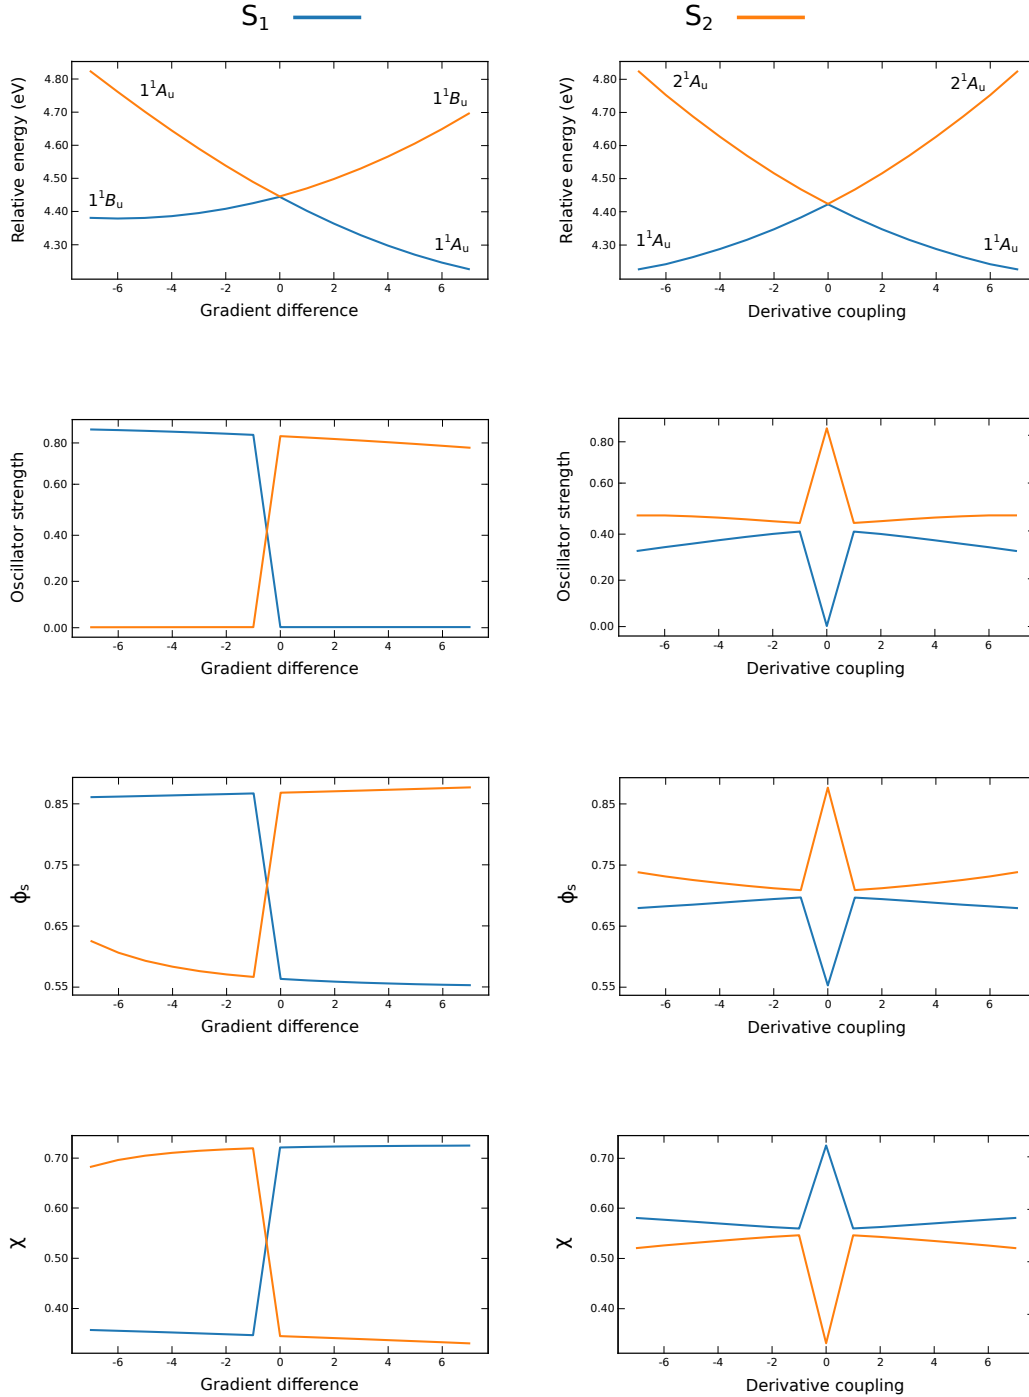 S1 S2
Relative energy (eV)
4.80
4.70
4.60
4.50
4.40
4.30
1¹Au
1¹Bu
1¹Bu
1¹Au
-6 -4 -2 0 2 4 6
Gradient difference
Relative energy (eV)
4.80
4.70
4.60
4.50
4.40
4.30
2¹Au
2¹Au
1¹Au
1¹Au
-6 -4 -2 0 2 4 6
Derivative coupling
Oscillator strength
0.80
0.60
0.40
0.20
0.00
-6 -4 -2 0 2 4 6
Gradient difference
Oscillator strength
0.80
0.60
0.40
0.20
0.00
-6 -4 -2 0 2 4 6
Derivative coupling
ϕs
0.85
0.75
0.65
0.55
-6 -4 -2 0 2 4 6
Gradient difference
ϕs
0.85
0.75
0.65
0.55
-6 -4 -2 0 2 4 6
Derivative coupling
χ
0.70
0.60
0.50
0.40
-6 -4 -2 0 2 4 6
Gradient difference
χ
0.70
0.60
0.50
0.40
-6 -4 -2 0 2 4 6
Derivative coupling